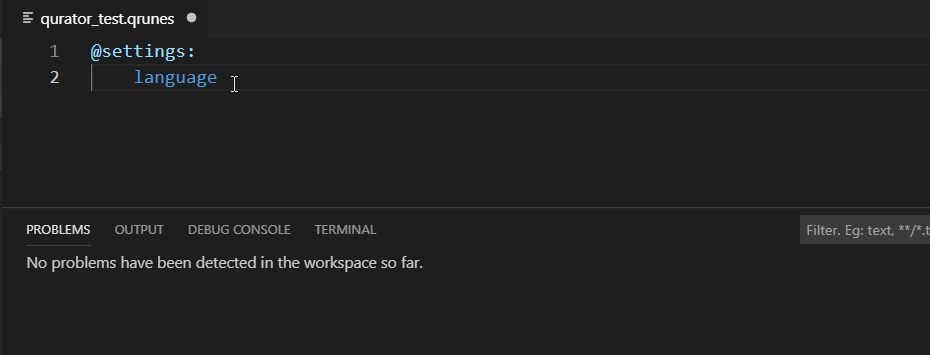 qurator_test.qrunes
1 @settings:
2 language
PROBLEMS OUTPUT DEBUG CONSOLE TERMINAL Filter. Eg: text, **/*.t
No problems have been detected in the workspace so far.